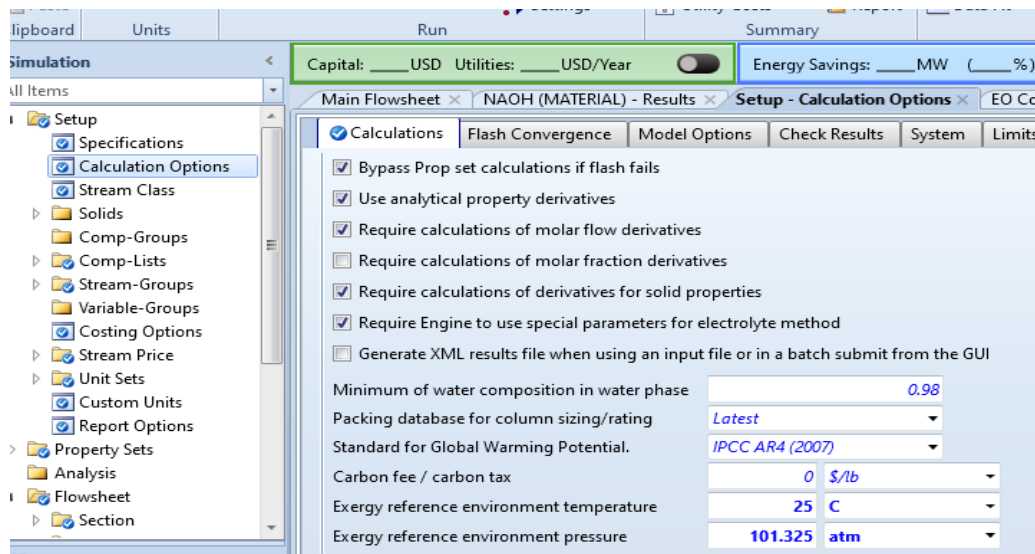 Clipboard Units Run Summary
Simulation
All Items
Setup
Specifications
Calculation Options
Stream Class
Solids
Comp-Groups
Comp-Lists
Stream-Groups
Variable-Groups
Costing Options
Stream Price
Unit Sets
Custom Units
Report Options
Property Sets
Analysis
Flowsheet
Section
Capital: ____USD Utilities: ____USD/Year Energy Savings: ____MW (____%)
Main Flowsheet NAOH (MATERIAL) - Results Setup - Calculation Options EO Co
Calculations Flash Convergence Model Options Check Results System Limits
Bypass Prop set calculations if flash fails
Use analytical property derivatives
Require calculations of molar flow derivatives
Require calculations of molar fraction derivatives
Require calculations of derivatives for solid properties
Require Engine to use special parameters for electrolyte method
Generate XML results file when using an input file or in a batch submit from the GUI
Minimum of water composition in water phase 0.98
Packing database for column sizing/rating Latest
Standard for Global Warming Potential. IPCC AR4 (2007)
Carbon fee / carbon tax 0 $/lb
Exergy reference environment temperature 25 C
Exergy reference environment pressure 101.325 atm